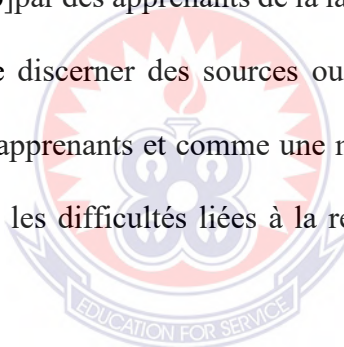 ]par des apprenants de la la
discerner des sources ou
apprenants et comme une
les difficultés liées à la
EDUCATION FOR SERVICE